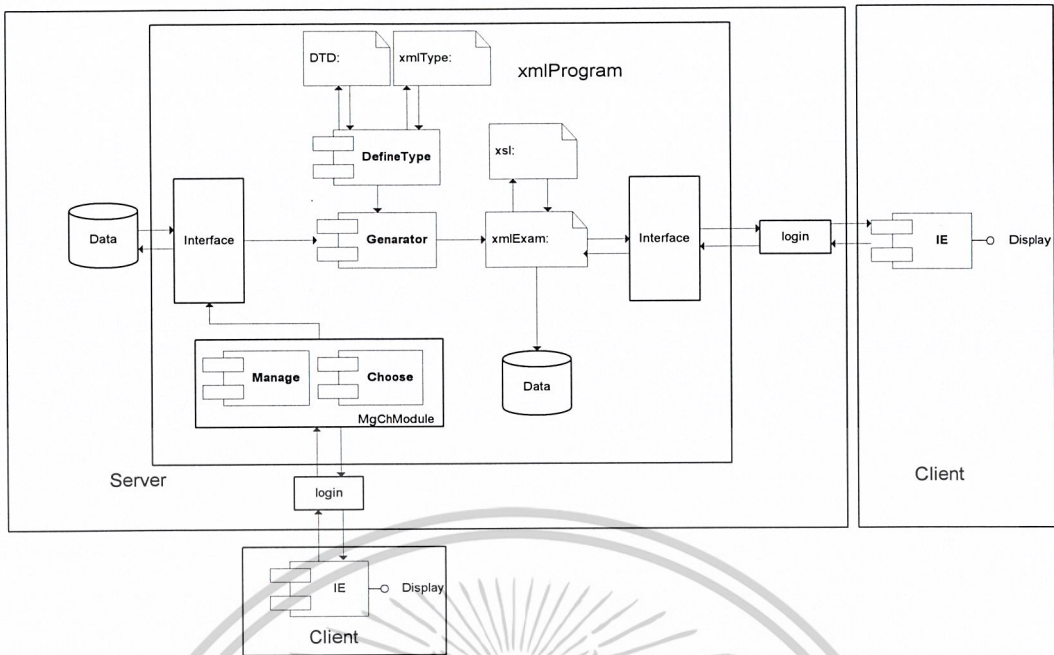 DTD:
xmlType:
xmlProgram
DefineType
xsl:
Data
Interface
Genarator
xmlExam:
Interface
login
IE
Display
Manage
Choose
MgChModule
Data
Server
login
Client
IE
Display
Client